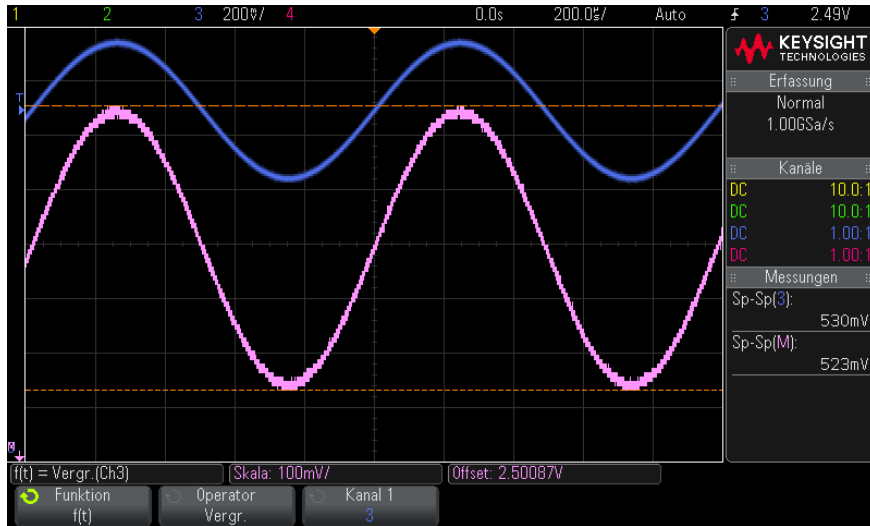 1 2 3 200㎷/ 4 0.0s 200.0㎲/ Auto 3 2.49V
KEYSIGHT
TECHNOLOGIES
Erfassung
Normal
1.00GSa/s
Kanäle
DC 10.0:1
DC 10.0:1
DC 1.00:1
DC 1.00:1
Messungen
Sp-Sp(3):
530mV
Sp-Sp(M):
523mV
T
M
f(t) = Vergr.(Ch3) Skala: 100mV/ Offset: 2.50087V
Funktion
f(t)
Operator
Vergr.
Kanal 1
3